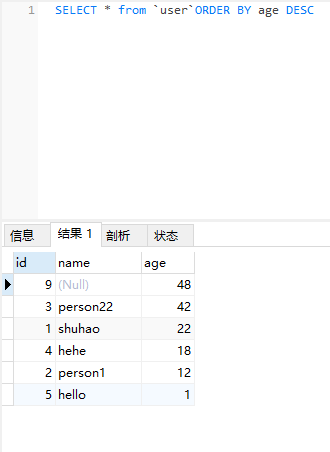 1 SELECT * from `user`ORDER BY age DESC
信息 结果 1 剖析 状态
id name age
9 (Null) 48
3 person22 42
1 shuhao 22
4 hehe 18
2 person1 12
5 hello 1